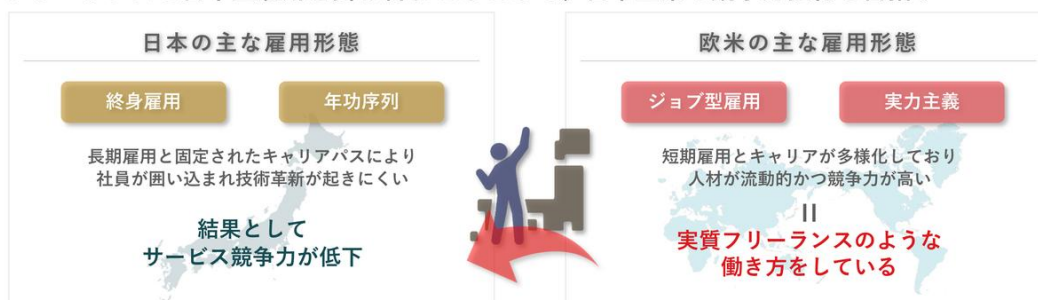 日本の主な雇用形態
終身雇用
年功序列
長期雇用と固定されたキャリアパスにより
社員が囲い込まれ技術革新が起きにくい
結果として
サービス競争力が低下
欧米の主な雇用形態
ジョブ型雇用
実力主義
短期雇用とキャリアが多様化しており
人材が流動的かつ競争力が高い
=
実質フリーランスのような
働き方をしている